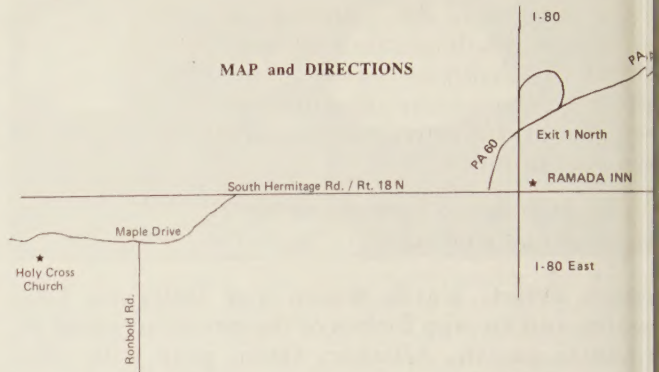 I-80
MAP and DIRECTIONS
PA
Exit 1 North
PA 60
★ RAMADA INN
South Hermitage Rd. / Rt. 18 N
Maple Drive
★
Holy Cross
Church
I-80 East
Ronbold Rd.